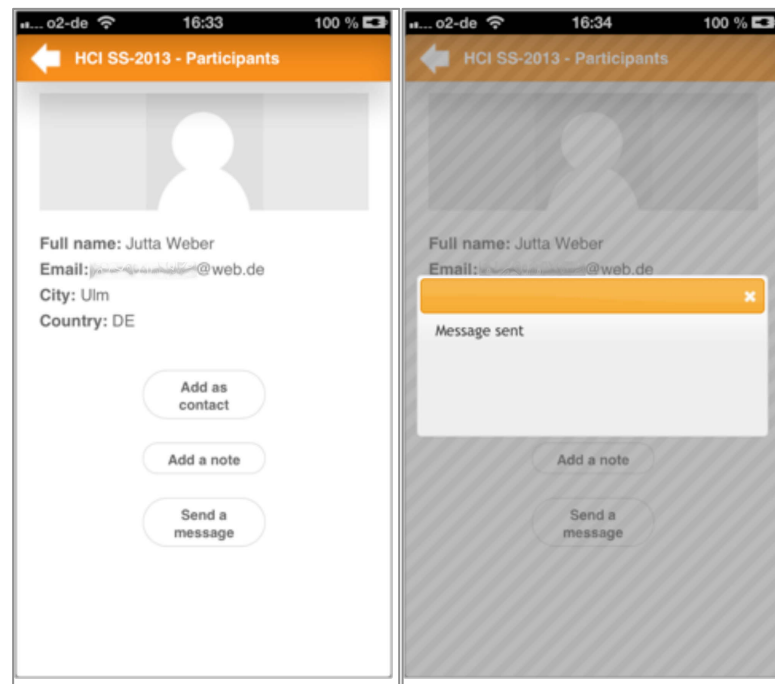 o2-de 16:33 100 %
HCI SS-2013 - Participants
Full name: Jutta Weber
Email: @web.de
City: Ulm
Country: DE
Add as
contact
Add a note
Send a
message
o2-de 16:34 100 %
HCI SS-2013 - Participants
Full name: Jutta Weber
Email: @web.de
Message sent
Add a note
Send a
message